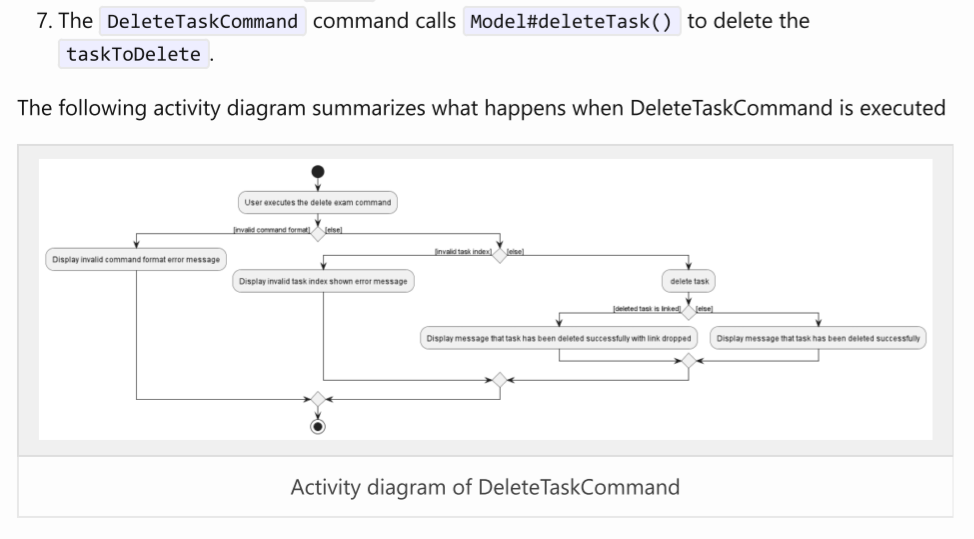 7. The DeleteTaskCommand command calls Model#deleteTask() to delete the
taskToDelete .
The following activity diagram summarizes what happens when DeleteTaskCommand is executed
User executes the delete exam command
[invalid command format] [else]
Display invalid command format error message
[invalid task index] [else]
Display invalid task index shown error message
delete task
[deleted task is linked] [else]
Display message that task has been deleted successfully with link dropped
Display message that task has been deleted successfully
Activity diagram of DeleteTaskCommand